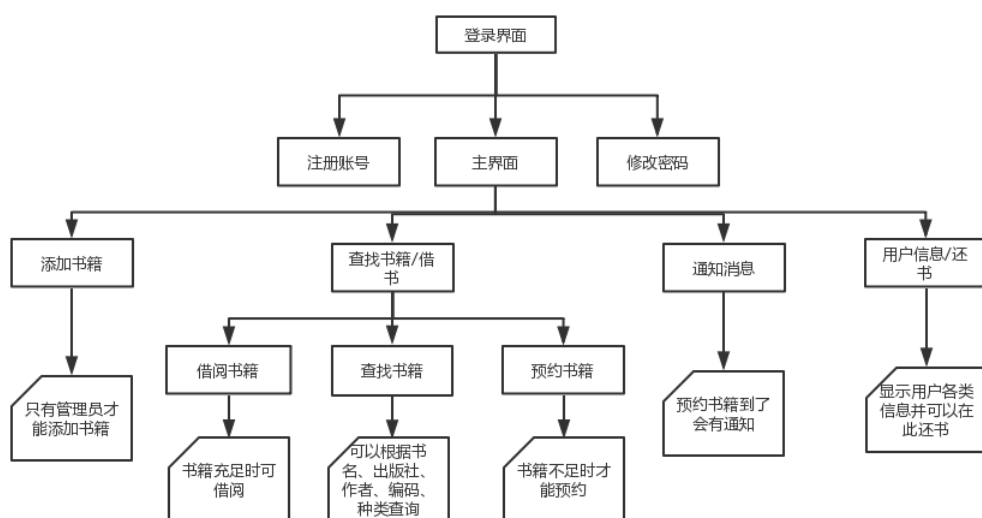 登录界面
注册账号
主界面
修改密码
添加书籍
查找书籍/借
书
通知消息
用户信息/还
书
借阅书籍
查找书籍
预约书籍
只有管理员才
能添加书籍
预约书籍到了
会有通知
显示用户各类
信息并可以在
此还书
书籍充足时可
借阅
可以根据书
名、出版社、
作者、编码、
种类查询
书籍不足时才
能预约